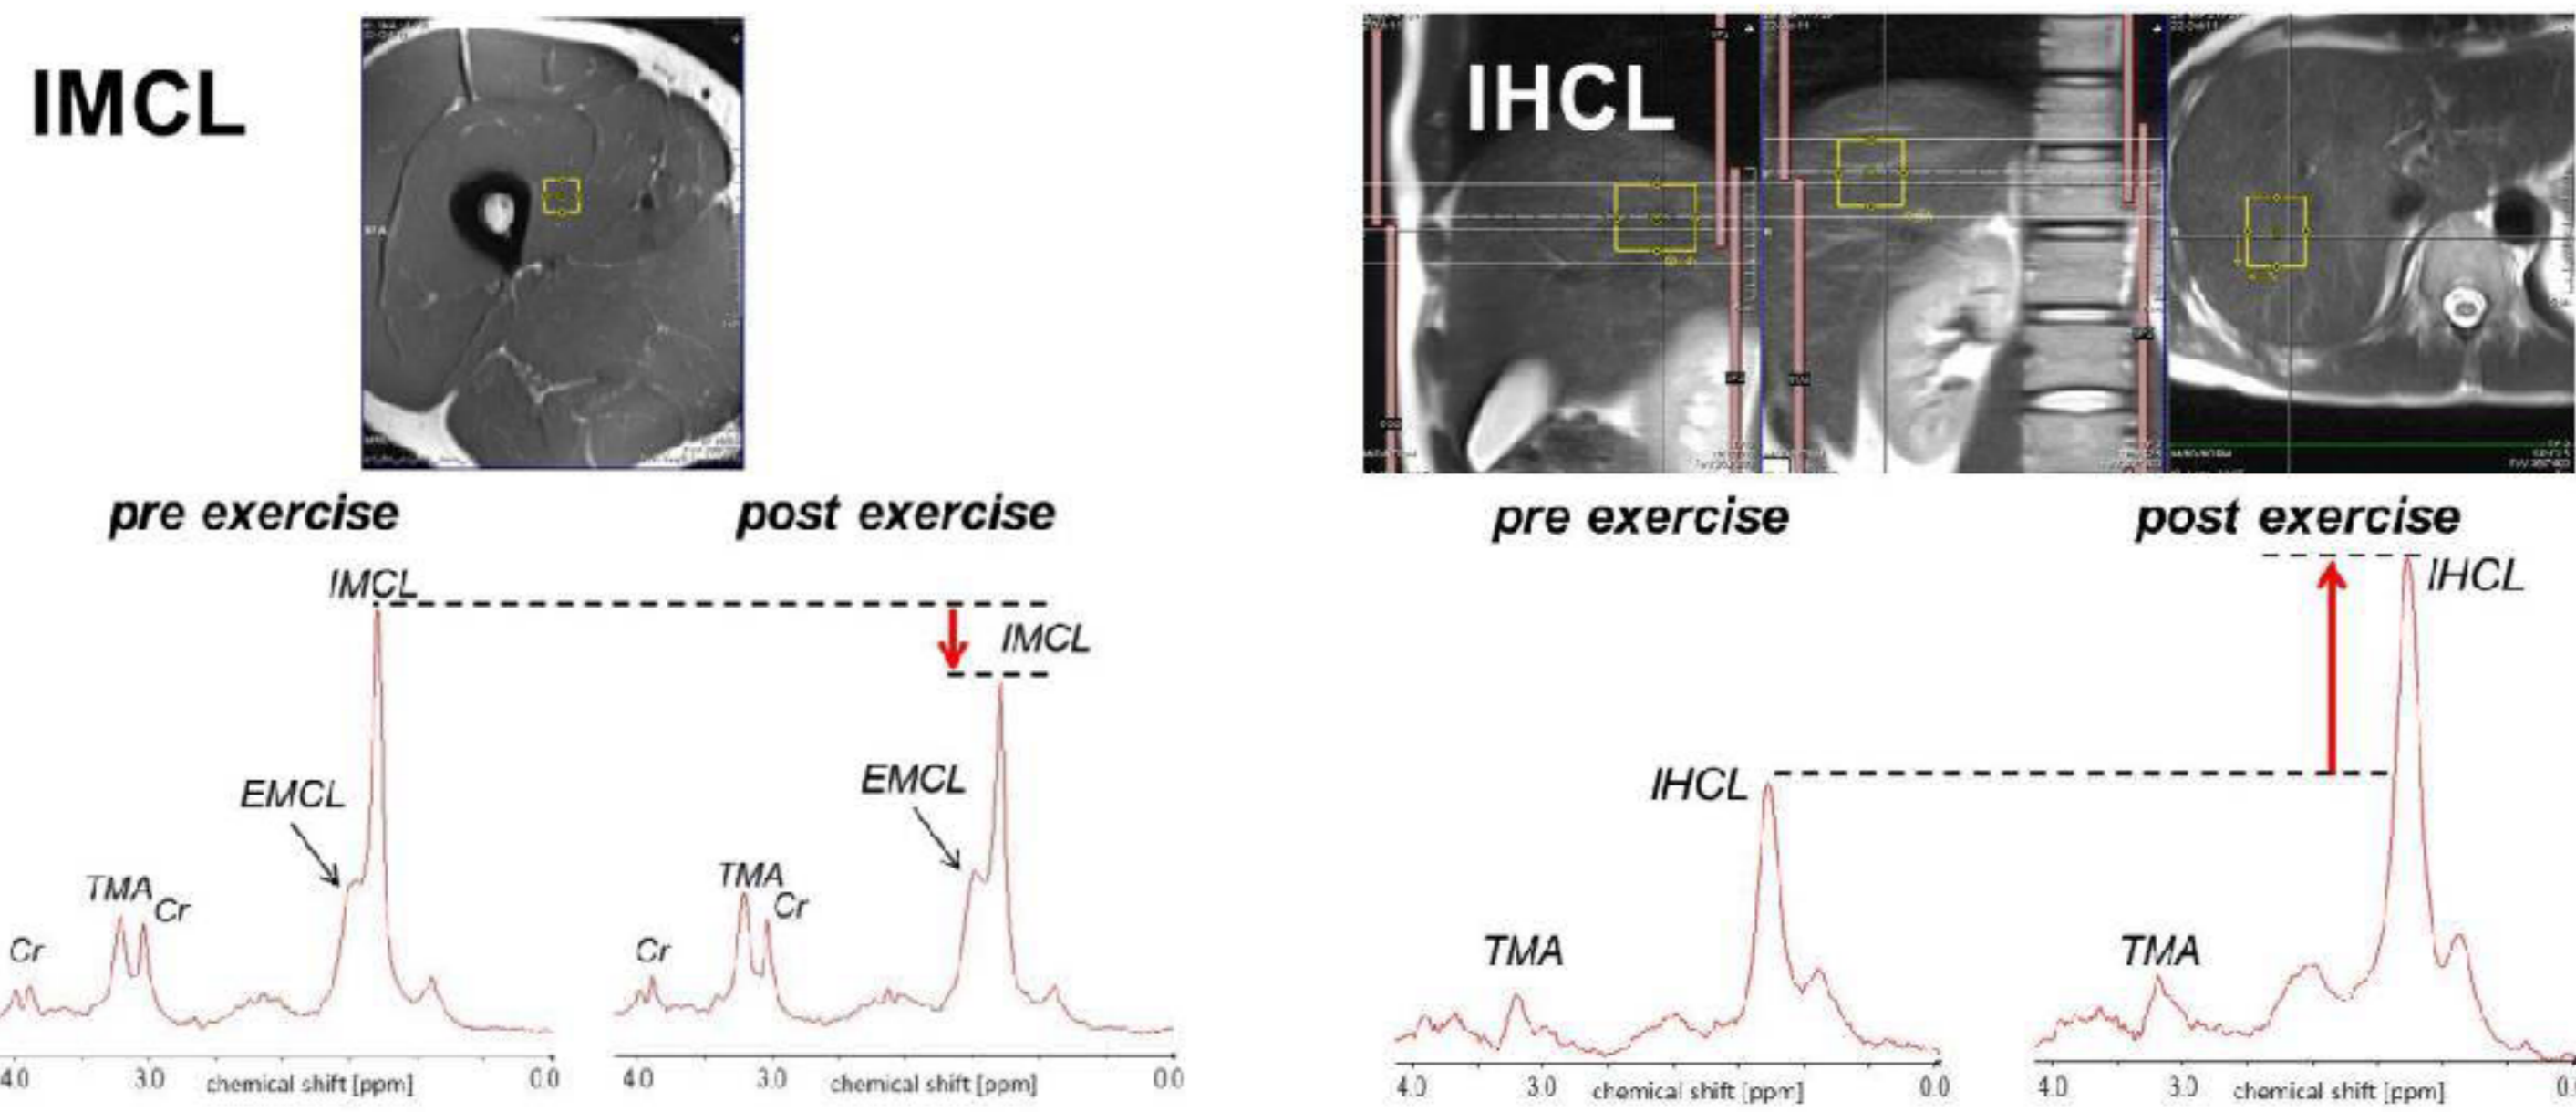 IMCL
IHCL
pre exercise
post exercise
pre exercise
post exercise
IMCL
IMCL
EMCL
EMCL
TMA
Cr
Cr
TMA
Cr
Cr
IHCL
IHCL
TMA
TMA
4.0 3.0 chemical shift [ppm] 0.0
4.0 3.0 chemical shift [ppm] 0.0
4.0 3.0 chemical shift [ppm] 0.0
4.0 3.0 chemical shift [ppm]